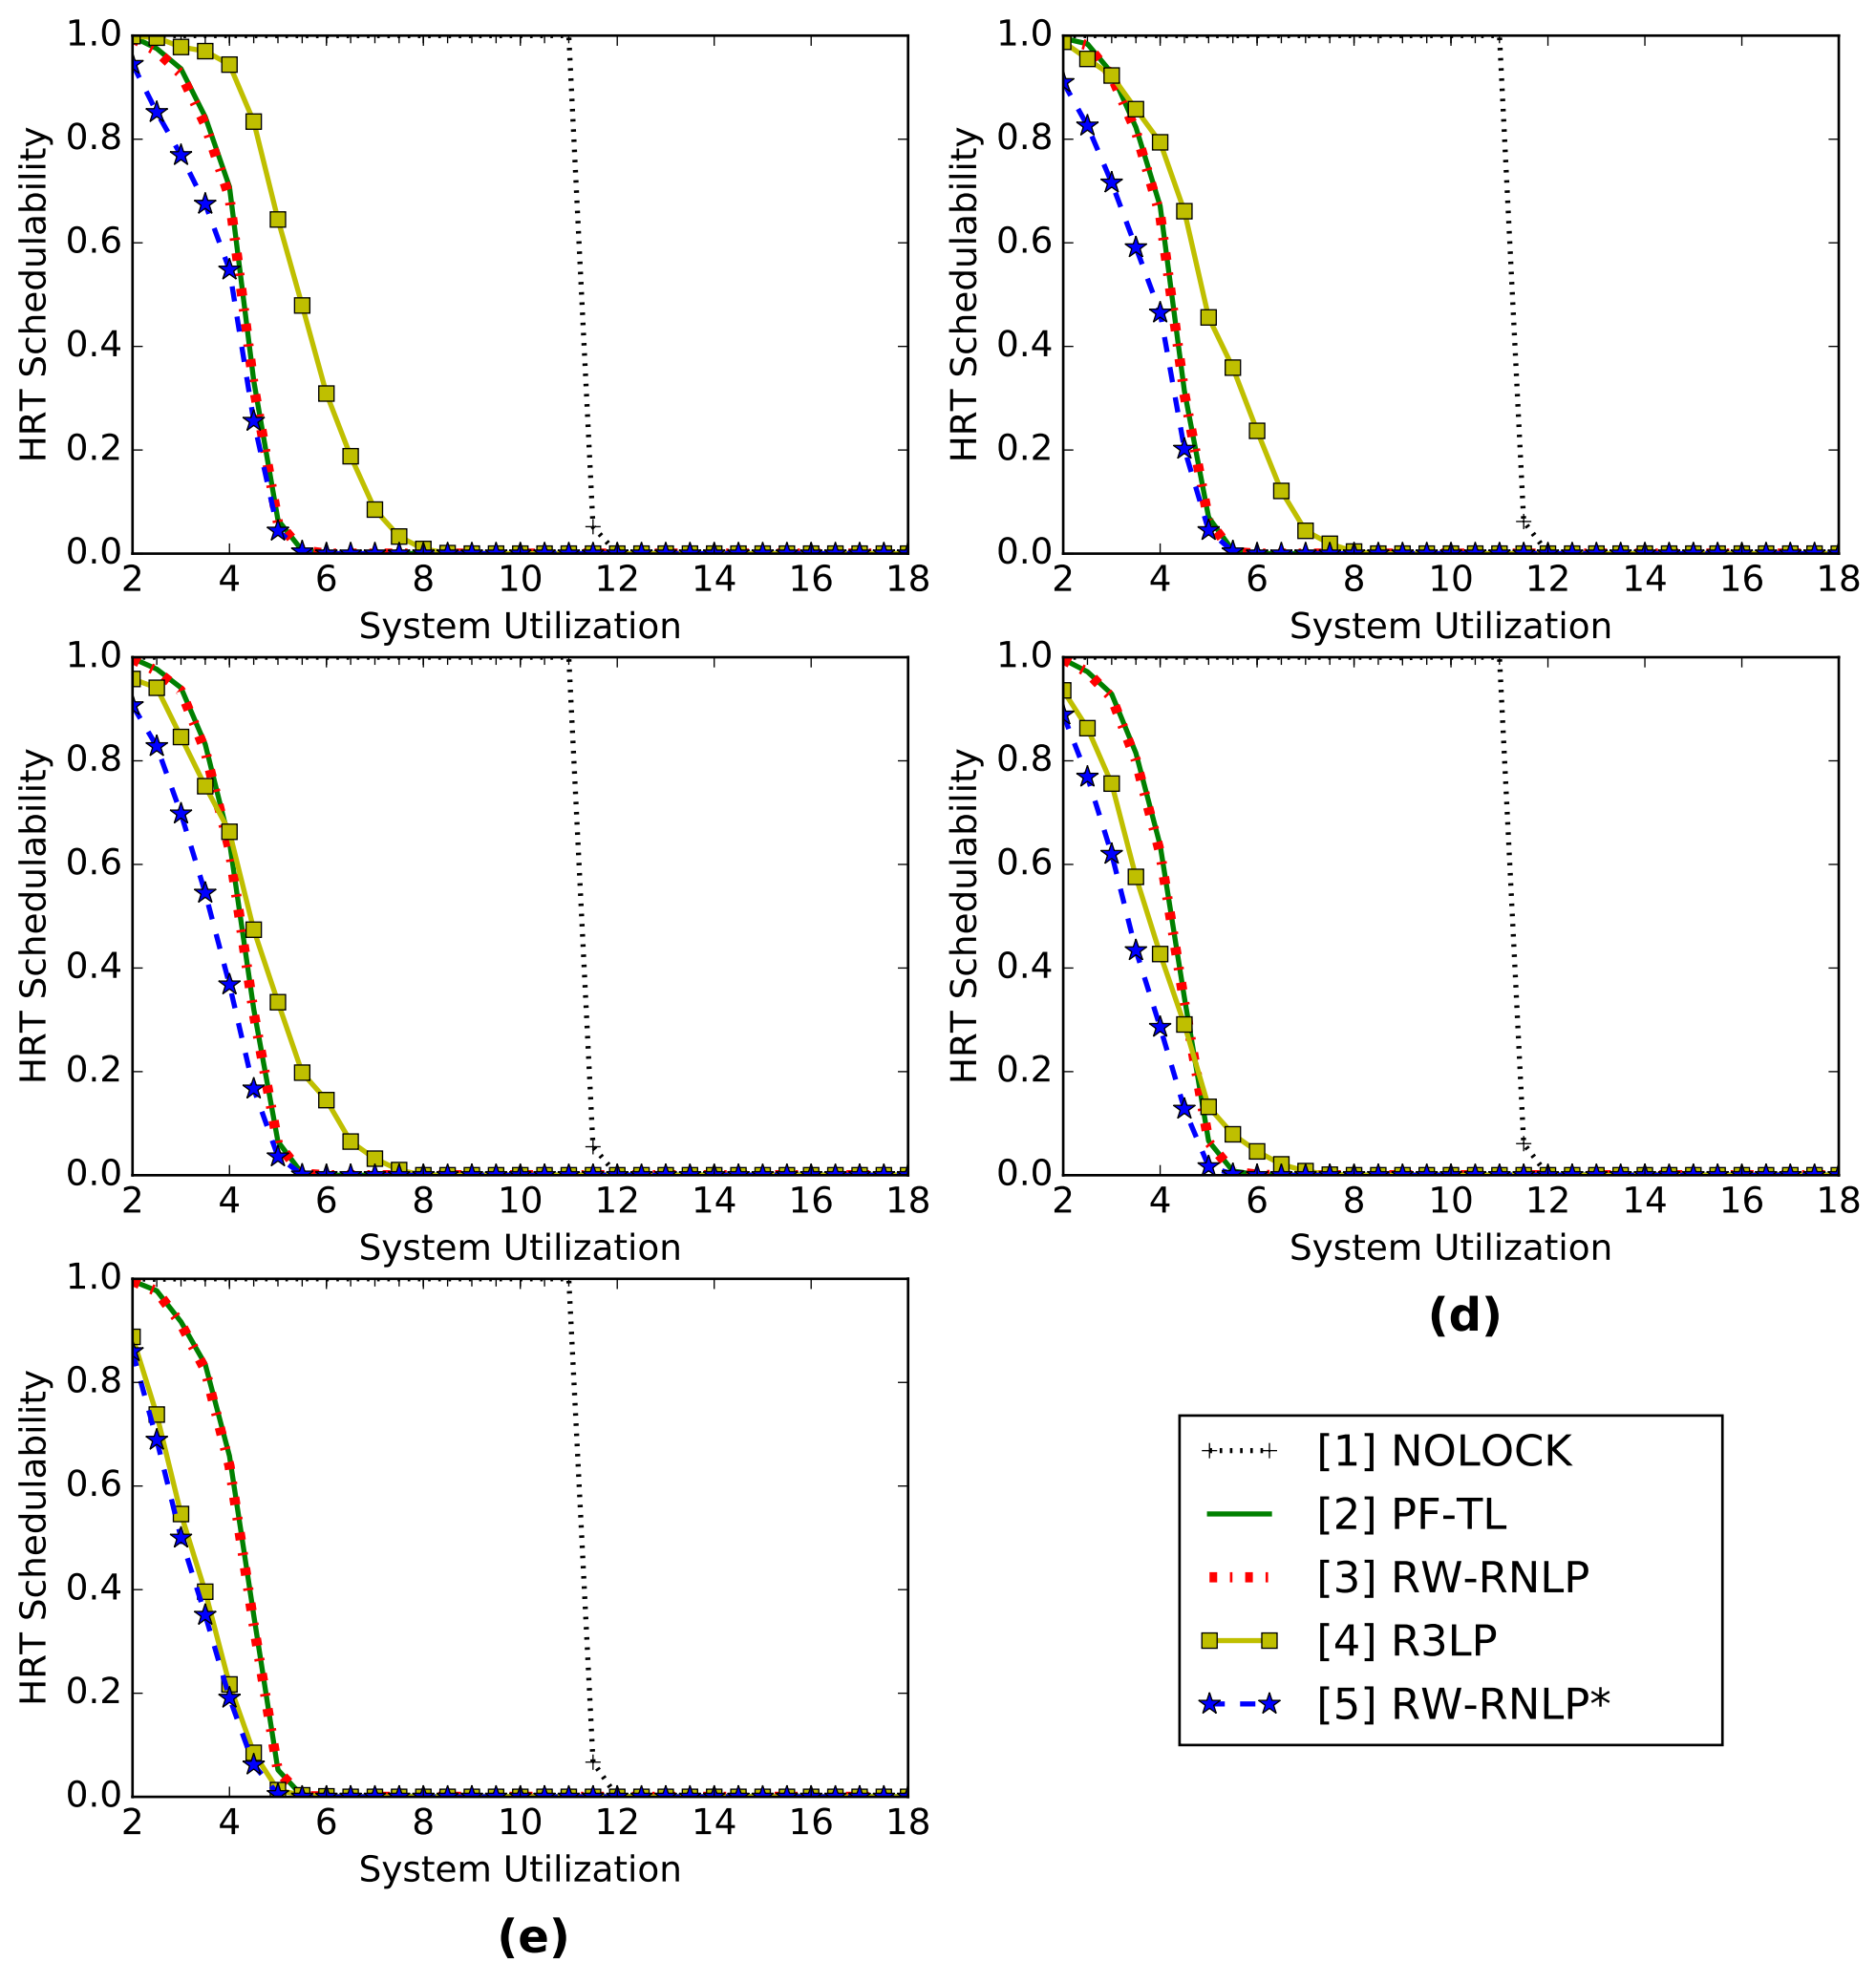 1.0
0.8
0.6
0.4
0.2
0.0
HRT Schedulability
2 4 6 8 10 12 14 16 18
System Utilization
1.0
0.8
0.6
0.4
0.2
0.0
HRT Schedulability
2 4 6 8 10 12 14 16 18
System Utilization
1.0
0.8
0.6
0.4
0.2
0.0
HRT Schedulability
2 4 6 8 10 12 14 16 18
System Utilization
1.0
0.8
0.6
0.4
0.2
0.0
HRT Schedulability
2 4 6 8 10 12 14 16 18
System Utilization
(d)
1.0
0.8
0.6
0.4
0.2
0.0
HRT Schedulability
2 4 6 8 10 12 14 16 18
System Utilization
(e)
[1] NOLOCK
[2] PF-TL
[3] RW-RNLP
[4] R3LP
[5] RW-RNLP*